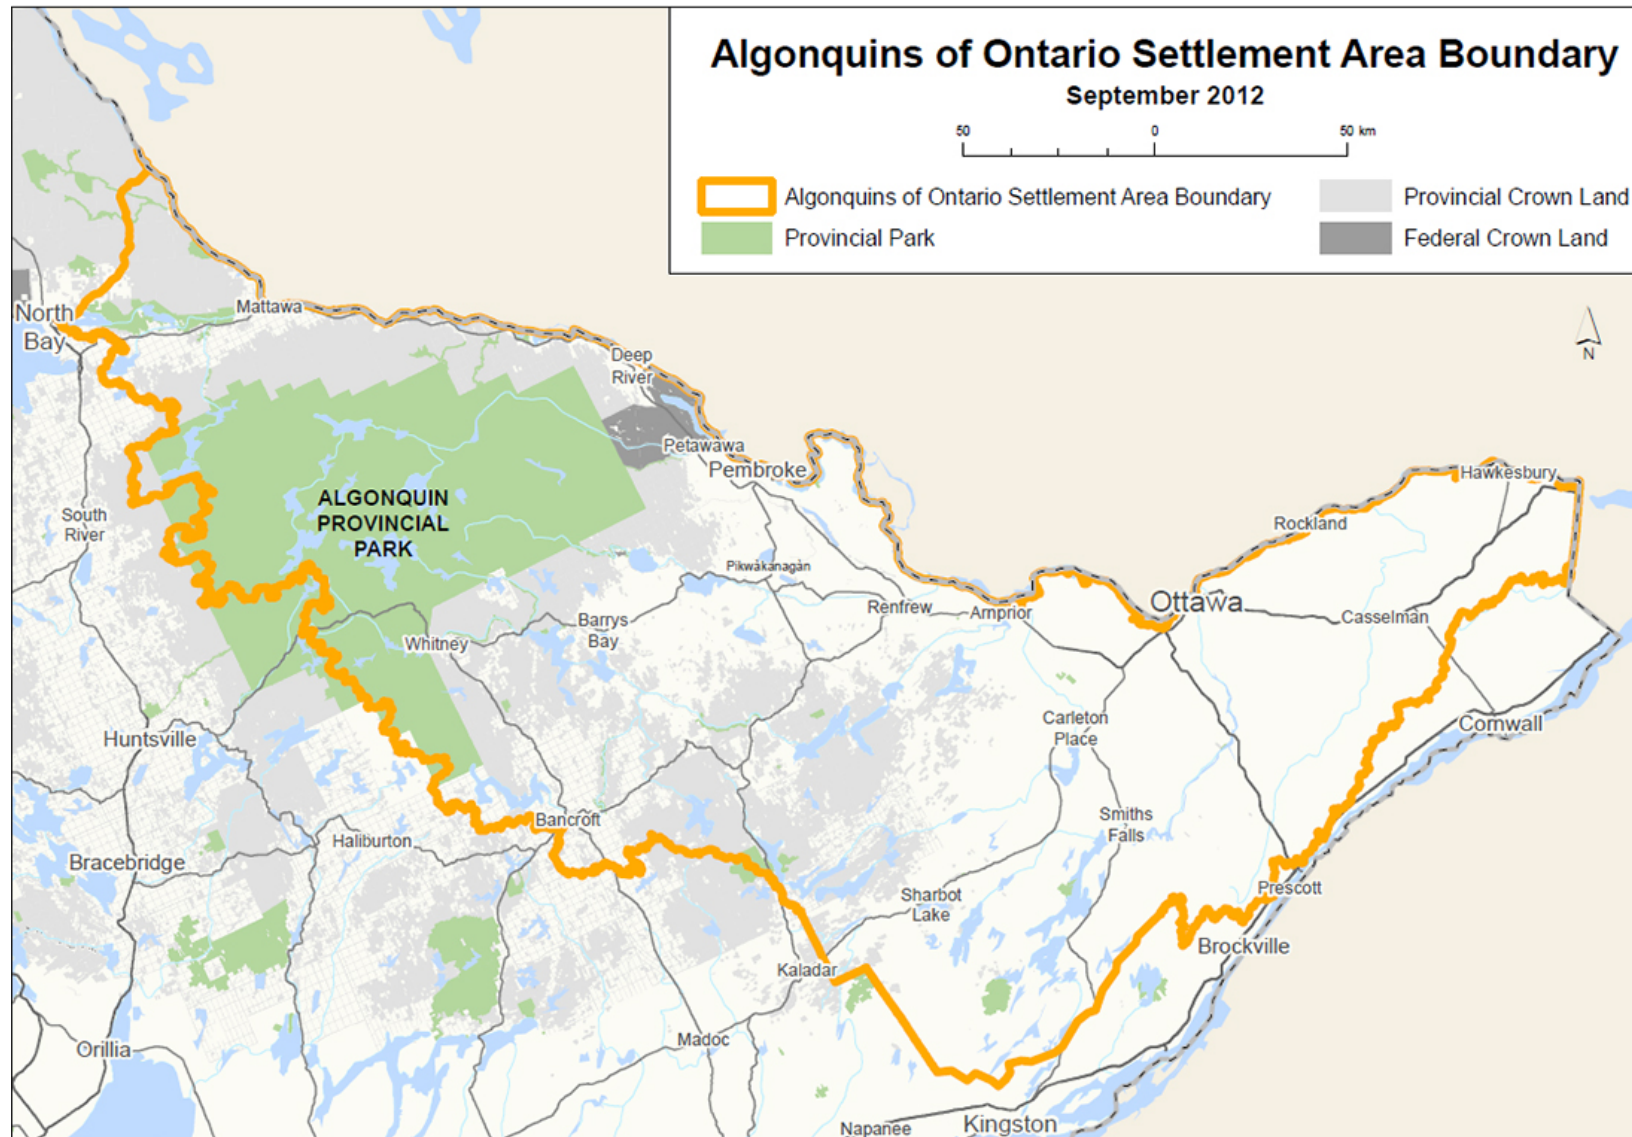 Algonquins of Ontario Settlement Area Boundary
September 2012
50 0 50 km
Algonquins of Ontario Settlement Area Boundary
Provincial Crown Land
Provincial Park
Federal Crown Land
N
North
Bay
Mattawa
Deep
River
Petawawa
Pembroke
Hawkesbury
Rockland
ALGONQUIN
PROVINCIAL
PARK
South
River
Pikwàkanagàn
Renfrew
Arnprior
Ottawa
Casselman
Barrys
Bay
Whitney
Carleton
Place
Cornwall
Huntsville
Bancroft
Smiths
Falls
Haliburton
Bracebridge
Sharbot
Lake
Prescott
Brockville
Kaladar
Madoc
Orillia
Napanee
Kingston